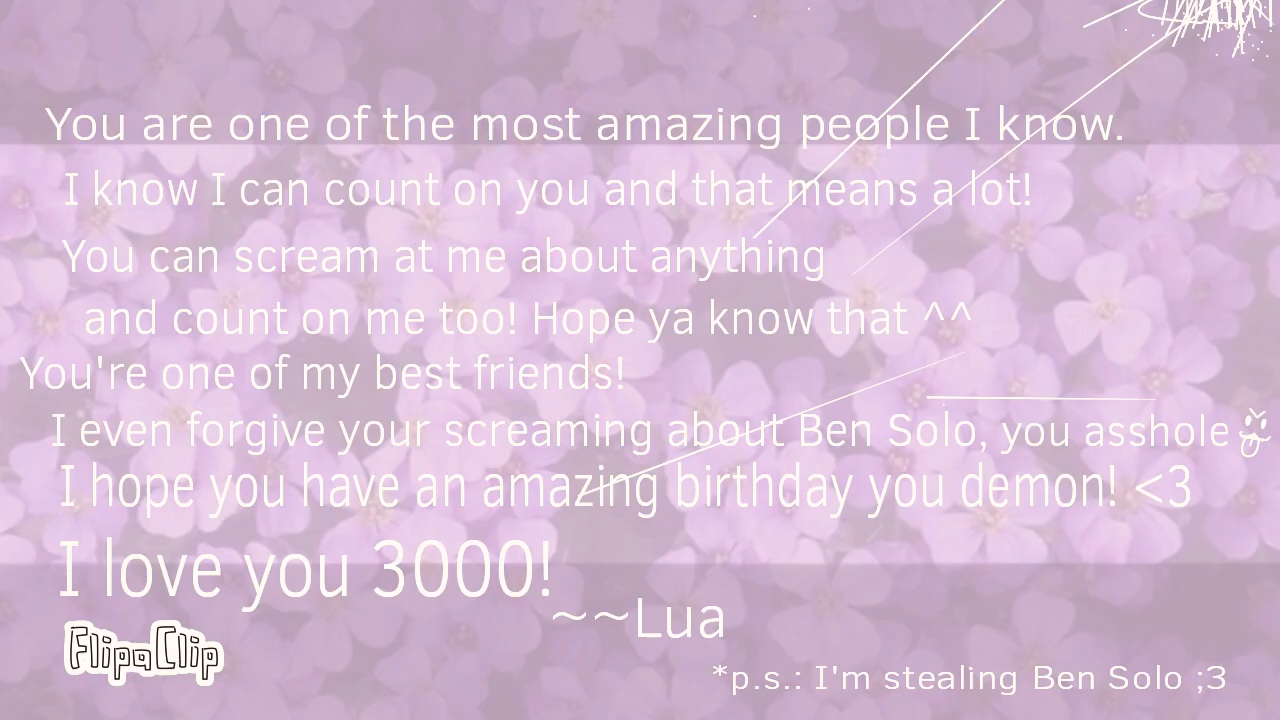 You are one of the most amazing people I know.
I know I can count on you and that means a lot!
You can scream at me about anything
and count on me too! Hope ya know that ^^
You're one of my best friends!
I even forgive your screaming about Ben Solo, you asshole
I hope you have an amazing birthday you demon! <3
I love you 3000!
~~Lua
FlipaClip
*p.s.: I'm stealing Ben Solo ;3